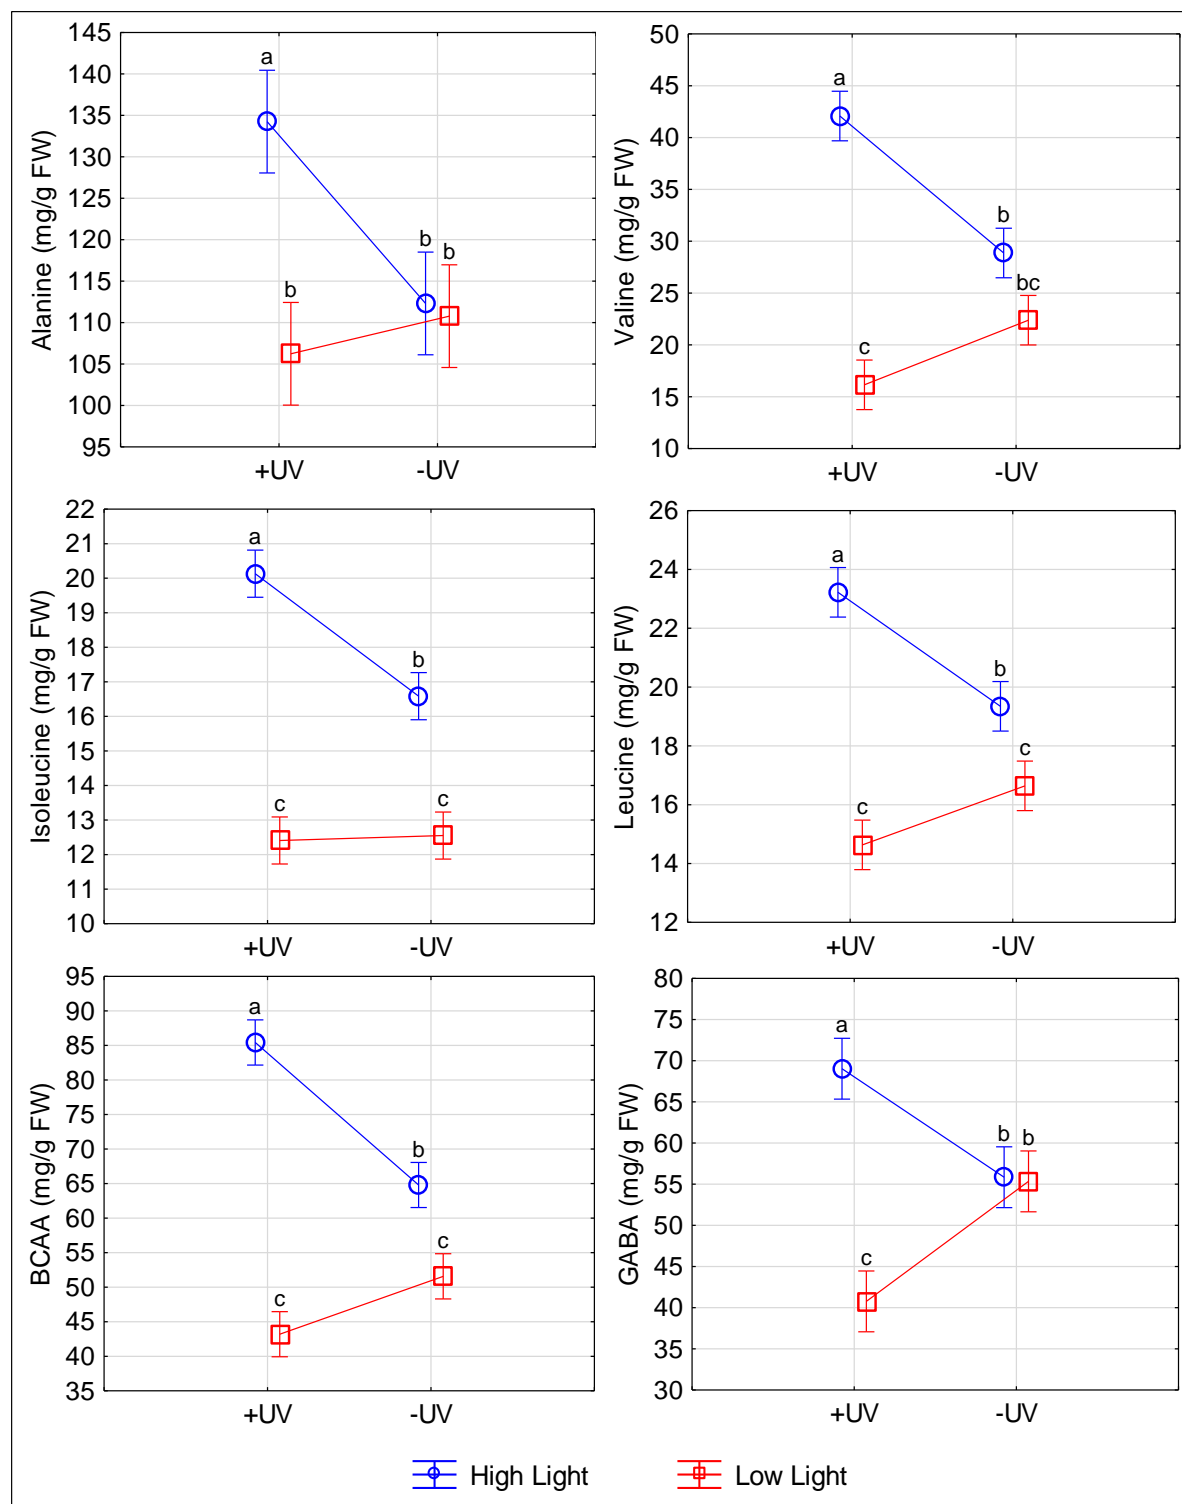 Alanine (mg/g FW)
145
140
135
130
125
120
115
110
105
100
95
a
b
b
b
+UV
-UV
Valine (mg/g FW)
50
45
40
35
30
25
20
15
10
a
b
c
bc
+UV
-UV
Isoleucine (mg/g FW)
22
21
20
19
18
17
16
15
14
13
12
11
10
a
b
c
c
+UV
-UV
Leucine (mg/g FW)
26
24
22
20
18
16
14
12
a
b
c
c
+UV
-UV
BCAA (mg/g FW)
95
90
85
80
75
70
65
60
55
50
45
40
35
a
b
c
c
+UV
-UV
GABA (mg/g FW)
80
75
70
65
60
55
50
45
40
35
30
a
b
b
c
+UV
-UV
High Light
Low Light